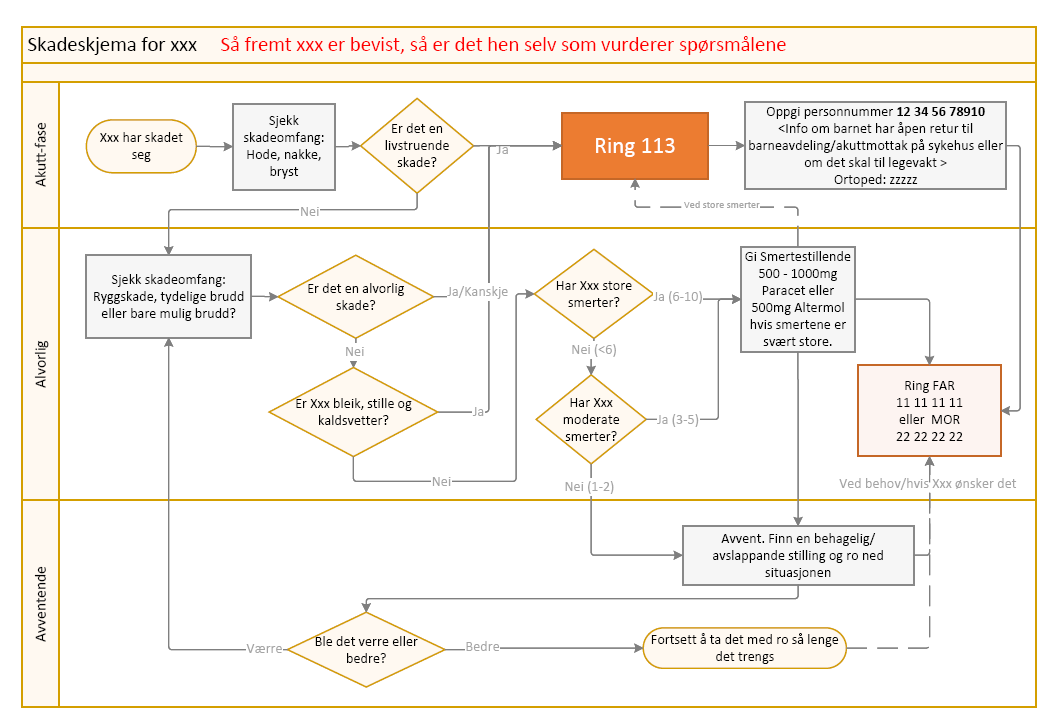 Skadeskjema for xxx
Så fremt xxx er bevist, så er det hen selv som vurderer spørsmålene
Akutt-fase
Xxx har skadet
seg
Sjekk
skadeomfang:
Hode, nakke,
bryst
Er det en
livstruende
skade?
Ja
Nei
Ring 113
Oppgi personnummer 12 34 56 78910
<Info om barnet har åpen retur til
barneavdeling/akuttmottak på sykehus eller
om det skal til legevakt >
Ortoped: zzzzz
Ved store smerter
Alvorlig
Sjekk skadeomfang:
Ryggskade, tydelige brudd
eller bare mulig brudd?
Er det en alvorlig
skade?
Ja/Kanskje
Nei
Er Xxx bleik, stille og
kaldsvetter?
Ja
Nei
Har Xxx store
smerter?
Ja (6-10)
Nei (<6)
Har Xxx
moderate
smerter?
Ja (3-5)
Nei (1-2)
Gi Smertestillende
500 - 1000mg
Paracet eller
500mg Altermol
hvis smertene er
svært store.
Ring FAR
11 11 11 11
eller  MOR
22 22 22 22
Ved behov/hvis Xxx ønsker det
Avventende
Avvent. Finn en behagelig/
avslappande stilling og ro ned
situasjonen
Ble det verre eller
bedre?
Værre
Bedre
Fortsett å ta det med ro så lenge
det trengs